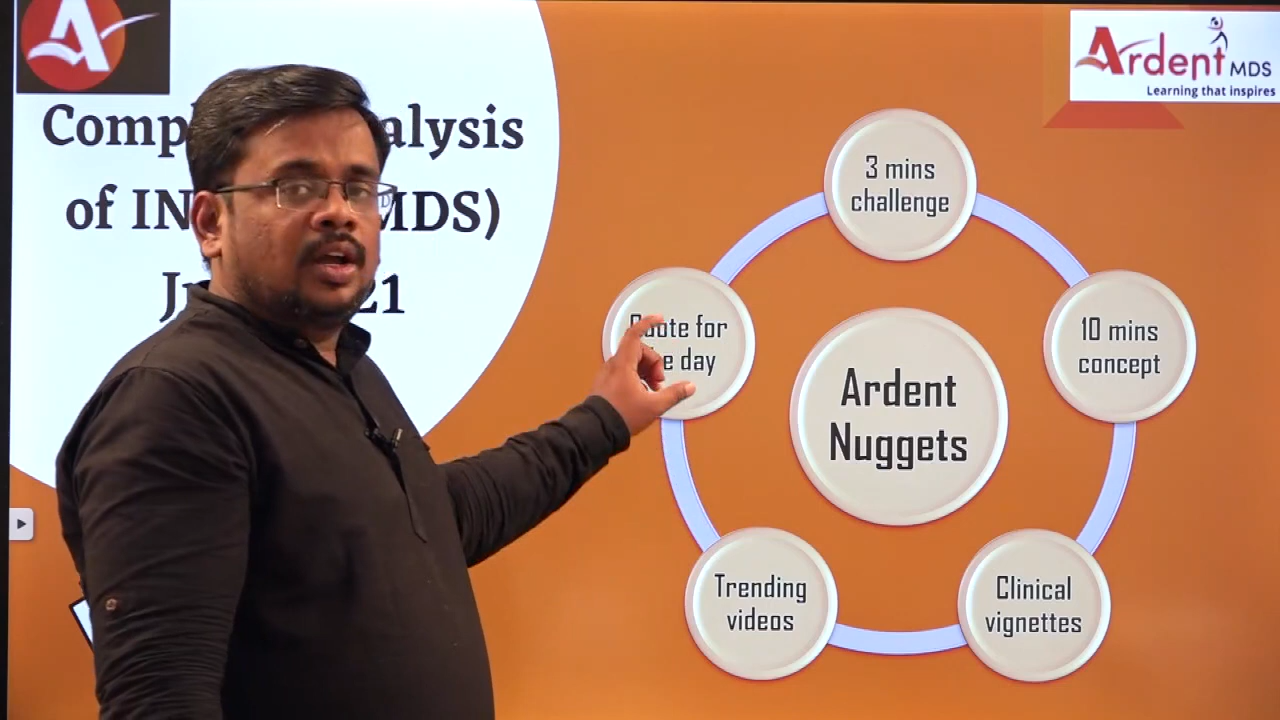 Ardent MDS
Learning that inspires
alysis
of IN MDS)
21
3 mins
challenge
for
day
10 mins
concept
Ardent
Nuggets
Trending
videos
Clinical
vignettes